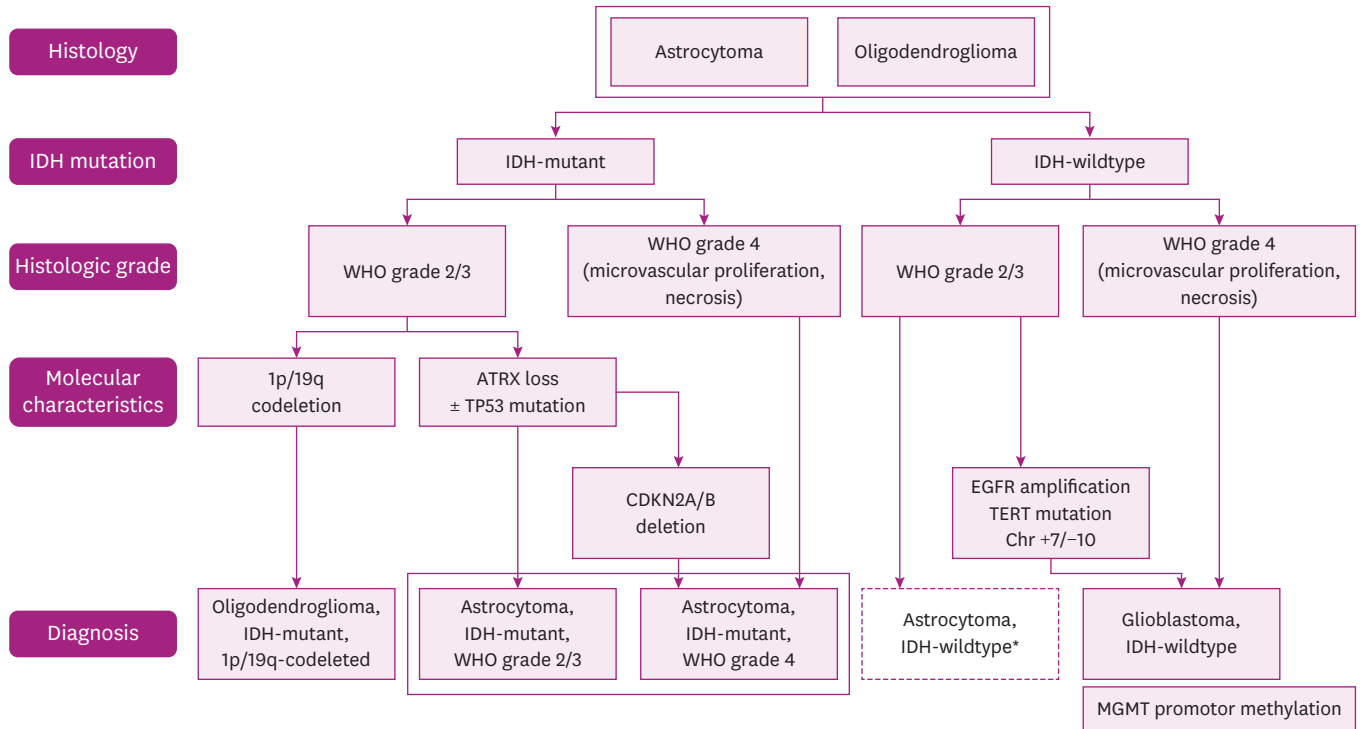 Histology
Astrocytoma
Oligodendroglioma
IDH mutation
IDH-mutant
IDH-wildtype
Histologic grade
WHO grade 2/3
WHO grade 4
(microvascular proliferation,
necrosis)
WHO grade 2/3
WHO grade 4
(microvascular proliferation,
necrosis)
Molecular
characteristics
1p/19q
codeletion
ATRX loss
± TP53 mutation
CDKN2A/B
deletion
EGFR amplification
TERT mutation
Chr +7/−10
Diagnosis
Oligodendroglioma,
IDH-mutant,
1p/19q-codeleted
Astrocytoma,
IDH-mutant,
WHO grade 2/3
Astrocytoma,
IDH-mutant,
WHO grade 4
Astrocytoma,
IDH-wildtype*
Glioblastoma,
IDH-wildtype
MGMT promotor methylation